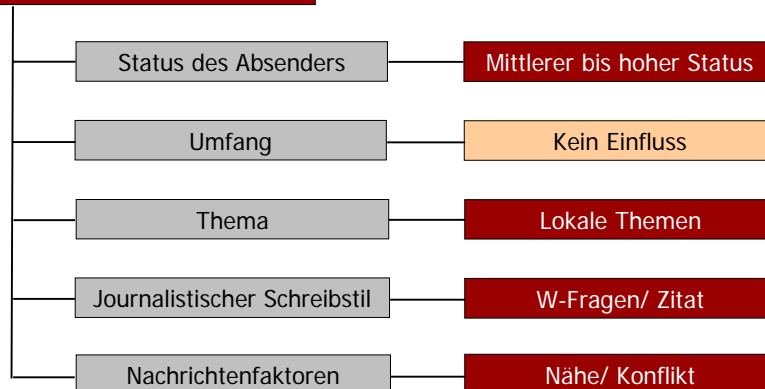 Status des Absenders
Mittlerer bis hoher Status
Umfang
Kein Einfluss
Thema
Lokale Themen
Journalistischer Schreibstil
W-Fragen/ Zitat
Nachrichtenfaktoren
Nähe/ Konflikt